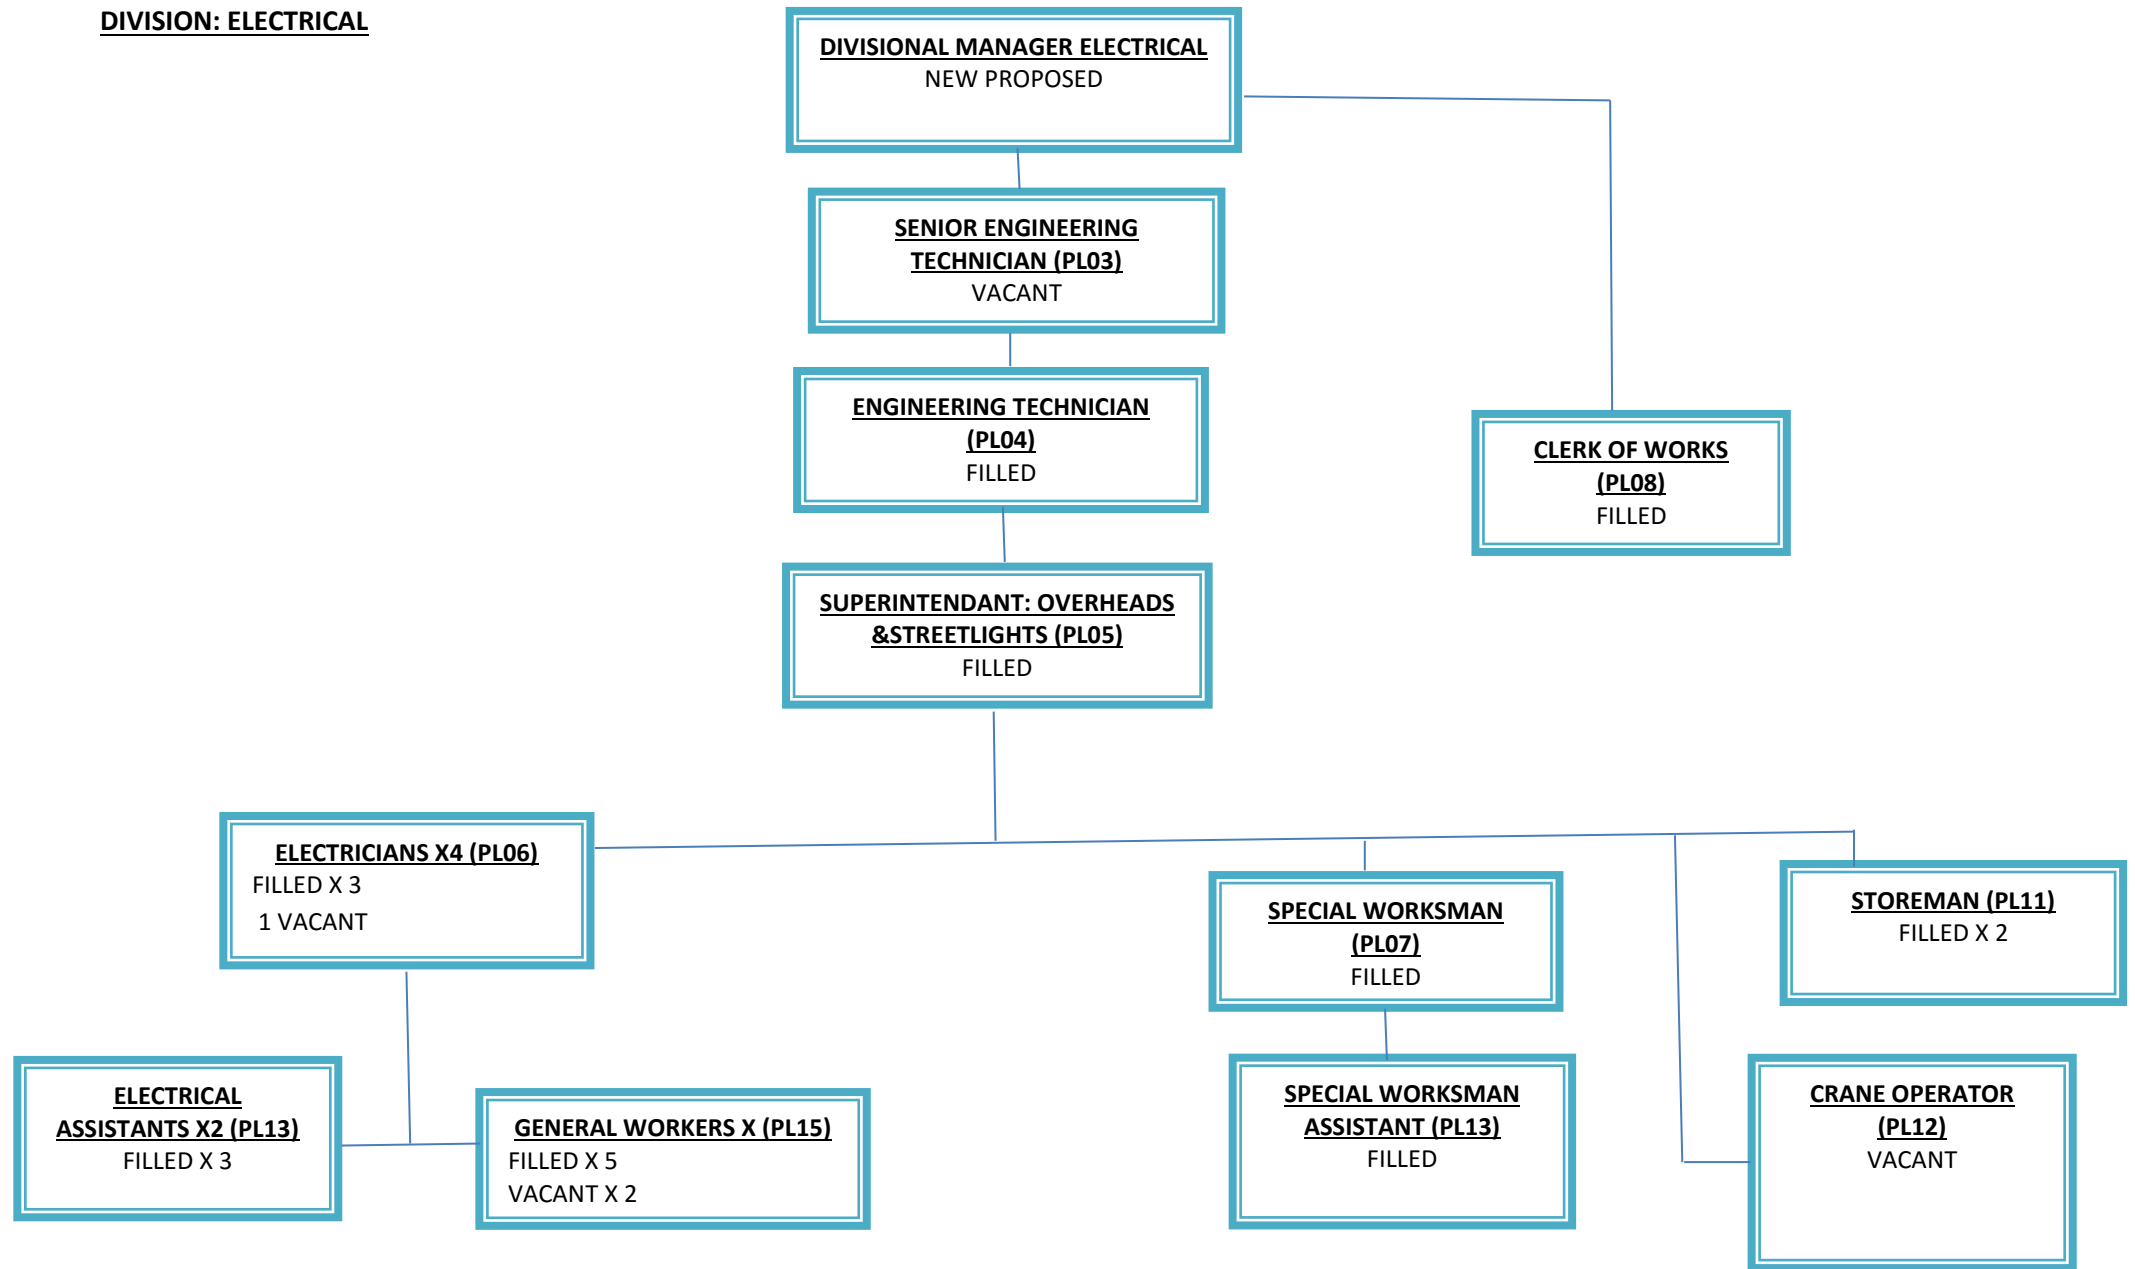 DIVISION: ELECTRICAL
DIVISIONAL MANAGER ELECTRICAL
NEW PROPOSED
SENIOR ENGINEERING
TECHNICIAN (PL03)
VACANT
ENGINEERING TECHNICIAN
(PL04)
FILLED
CLERK OF WORKS
(PL08)
FILLED
SUPERINTENDANT: OVERHEADS
&STREETLIGHTS (PL05)
FILLED
ELECTRICIANS X4 (PL06)
FILLED X 3
1 VACANT
SPECIAL WORKSMAN
(PL07)
FILLED
STOREMAN (PL11)
FILLED X 2
ELECTRICAL
ASSISTANTS X2 (PL13)
FILLED X 3
GENERAL WORKERS X (PL15)
FILLED X 5
VACANT X 2
SPECIAL WORKSMAN
ASSISTANT (PL13)
FILLED
CRANE OPERATOR
(PL12)
VACANT